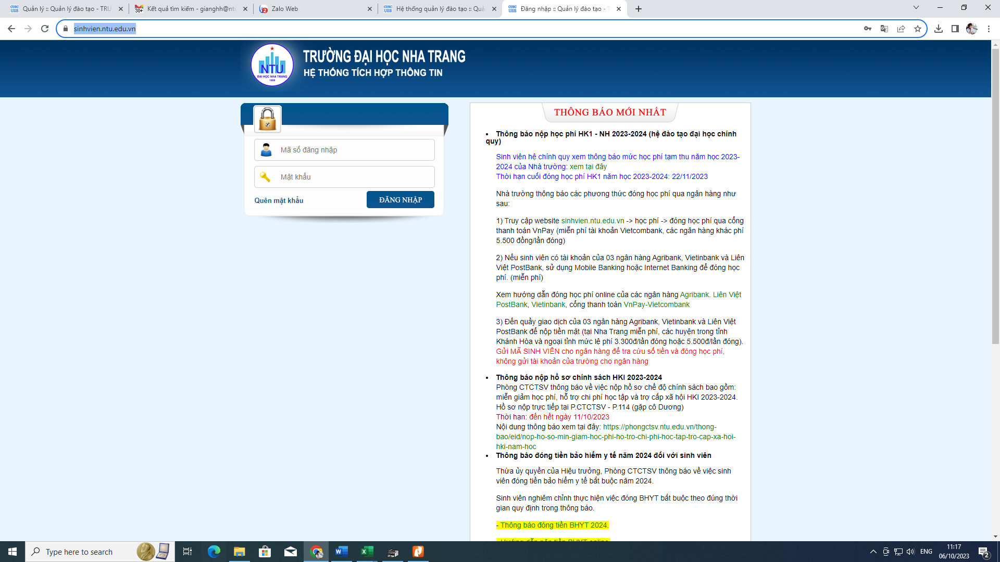 Quản lý :: Quản lý đào tạo - TRƯ
Kết quả tìm kiếm - gianghh@ntu
Zalo Web
Hệ thống quản lý đào tạo :: Quả
Đăng nhập :: Quản lý đào tạo - T
sinhvien.ntu.edu.vn
NTU
ĐẠI HỌC NHA TRANG
1959
TRƯỜNG ĐẠI HỌC NHA TRANG
HỆ THỐNG TÍCH HỢP THÔNG TIN
Mã số đăng nhập
Mật khẩu
Quên mật khẩu
ĐĂNG NHẬP
THÔNG BÁO MỚI NHẤT
• Thông báo nộp học phí HK1 - NH 2023-2024 (hệ đào tạo đại học chính
quy)
Sinh viên hệ chính quy xem thông báo mức học phí tạm thu năm học 2023-
2024 của Nhà trường: xem tại đây
Thời hạn cuối đóng học phí HK1 năm học 2023-2024: 22/11/2023
Nhà trường thông báo các phương thức đóng học phí qua ngân hàng như
sau:
1) Truy cập website sinhvien.ntu.edu.vn -> học phí -> đóng học phí qua cổng
thanh toán VnPay (miễn phí tài khoản Vietcombank, các ngân hàng khác phí
5.500 đồng/lần đóng)
2) Nếu sinh viên có tài khoản của 03 ngân hàng Agribank, Vietinbank và Liên
Việt PostBank, sử dụng Mobile Banking hoặc Internet Banking để đóng học
phí. (miễn phí)
Xem hướng dẫn đóng học phí online của các ngân hàng Agribank. Liên Việt
PostBank, Vietinbank, cổng thanh toán VnPay-Vietcombank
3) Đến quầy giao dịch của 03 ngân hàng Agribank, Vietinbank và Liên Việt
PostBank để nộp tiền mặt (tại Nha Trang miễn phí, các huyện trong tỉnh
Khánh Hòa và ngoại tỉnh mức lệ phí 3.300đ/lần đóng hoặc 5.500đ/lần đóng).
Gửi MÃ SINH VIÊN cho ngân hàng để tra cứu số tiền và đóng học phí,
không gửi tài khoản của trường cho ngân hàng
• Thông báo nộp hồ sơ chính sách HKI 2023-2024
Phòng CTCTSV thông báo về việc nộp hồ sơ chế độ chính sách bao gồm:
miễn giảm học phí, hỗ trợ chi phí học tập và trợ cấp xã hội HKI 2023-2024.
Hồ sơ nộp trực tiếp tại P.CTCTSV - P.114 (gặp cô Dương)
Thời hạn: đến hết ngày 11/10/2023
Nội dung thông báo xem tại đây: https://phongctsv.ntu.edu.vn/thong-
bao/eid/nop-ho-so-min-giam-hoc-phi-ho-tro-chi-phi-hoc-tap-tro-cap-xa-hoi-
hki-nam-hoc
• Thông báo đóng tiền bảo hiểm y tế năm 2024 đối với sinh viên
Thừa ủy quyền của Hiệu trưởng, Phòng CTCTSV thông báo về việc sinh
viên đóng tiền bảo hiểm y tế bắt buộc năm 2024.
Sinh viên nghiêm chỉnh thực hiện việc đóng BHYT bắt buộc theo đúng thời
gian quy định trong thông báo.
- Thông báo đóng tiền BHYT 2024.
- Hướng dẫn nộp tiền BHYT online
Type here to search
ENG
11:17
06/10/2023
2